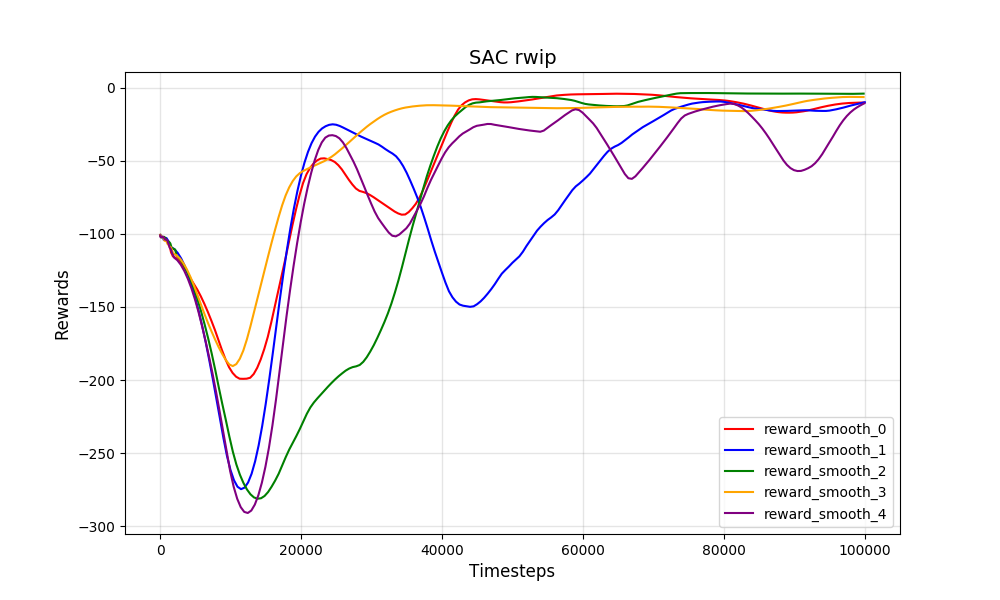 SAC rwip
Rewards
0
−50
−100
−150
−200
−250
−300
0
20000
40000
60000
80000
100000
Timesteps
reward_smooth_0
reward_smooth_1
reward_smooth_2
reward_smooth_3
reward_smooth_4